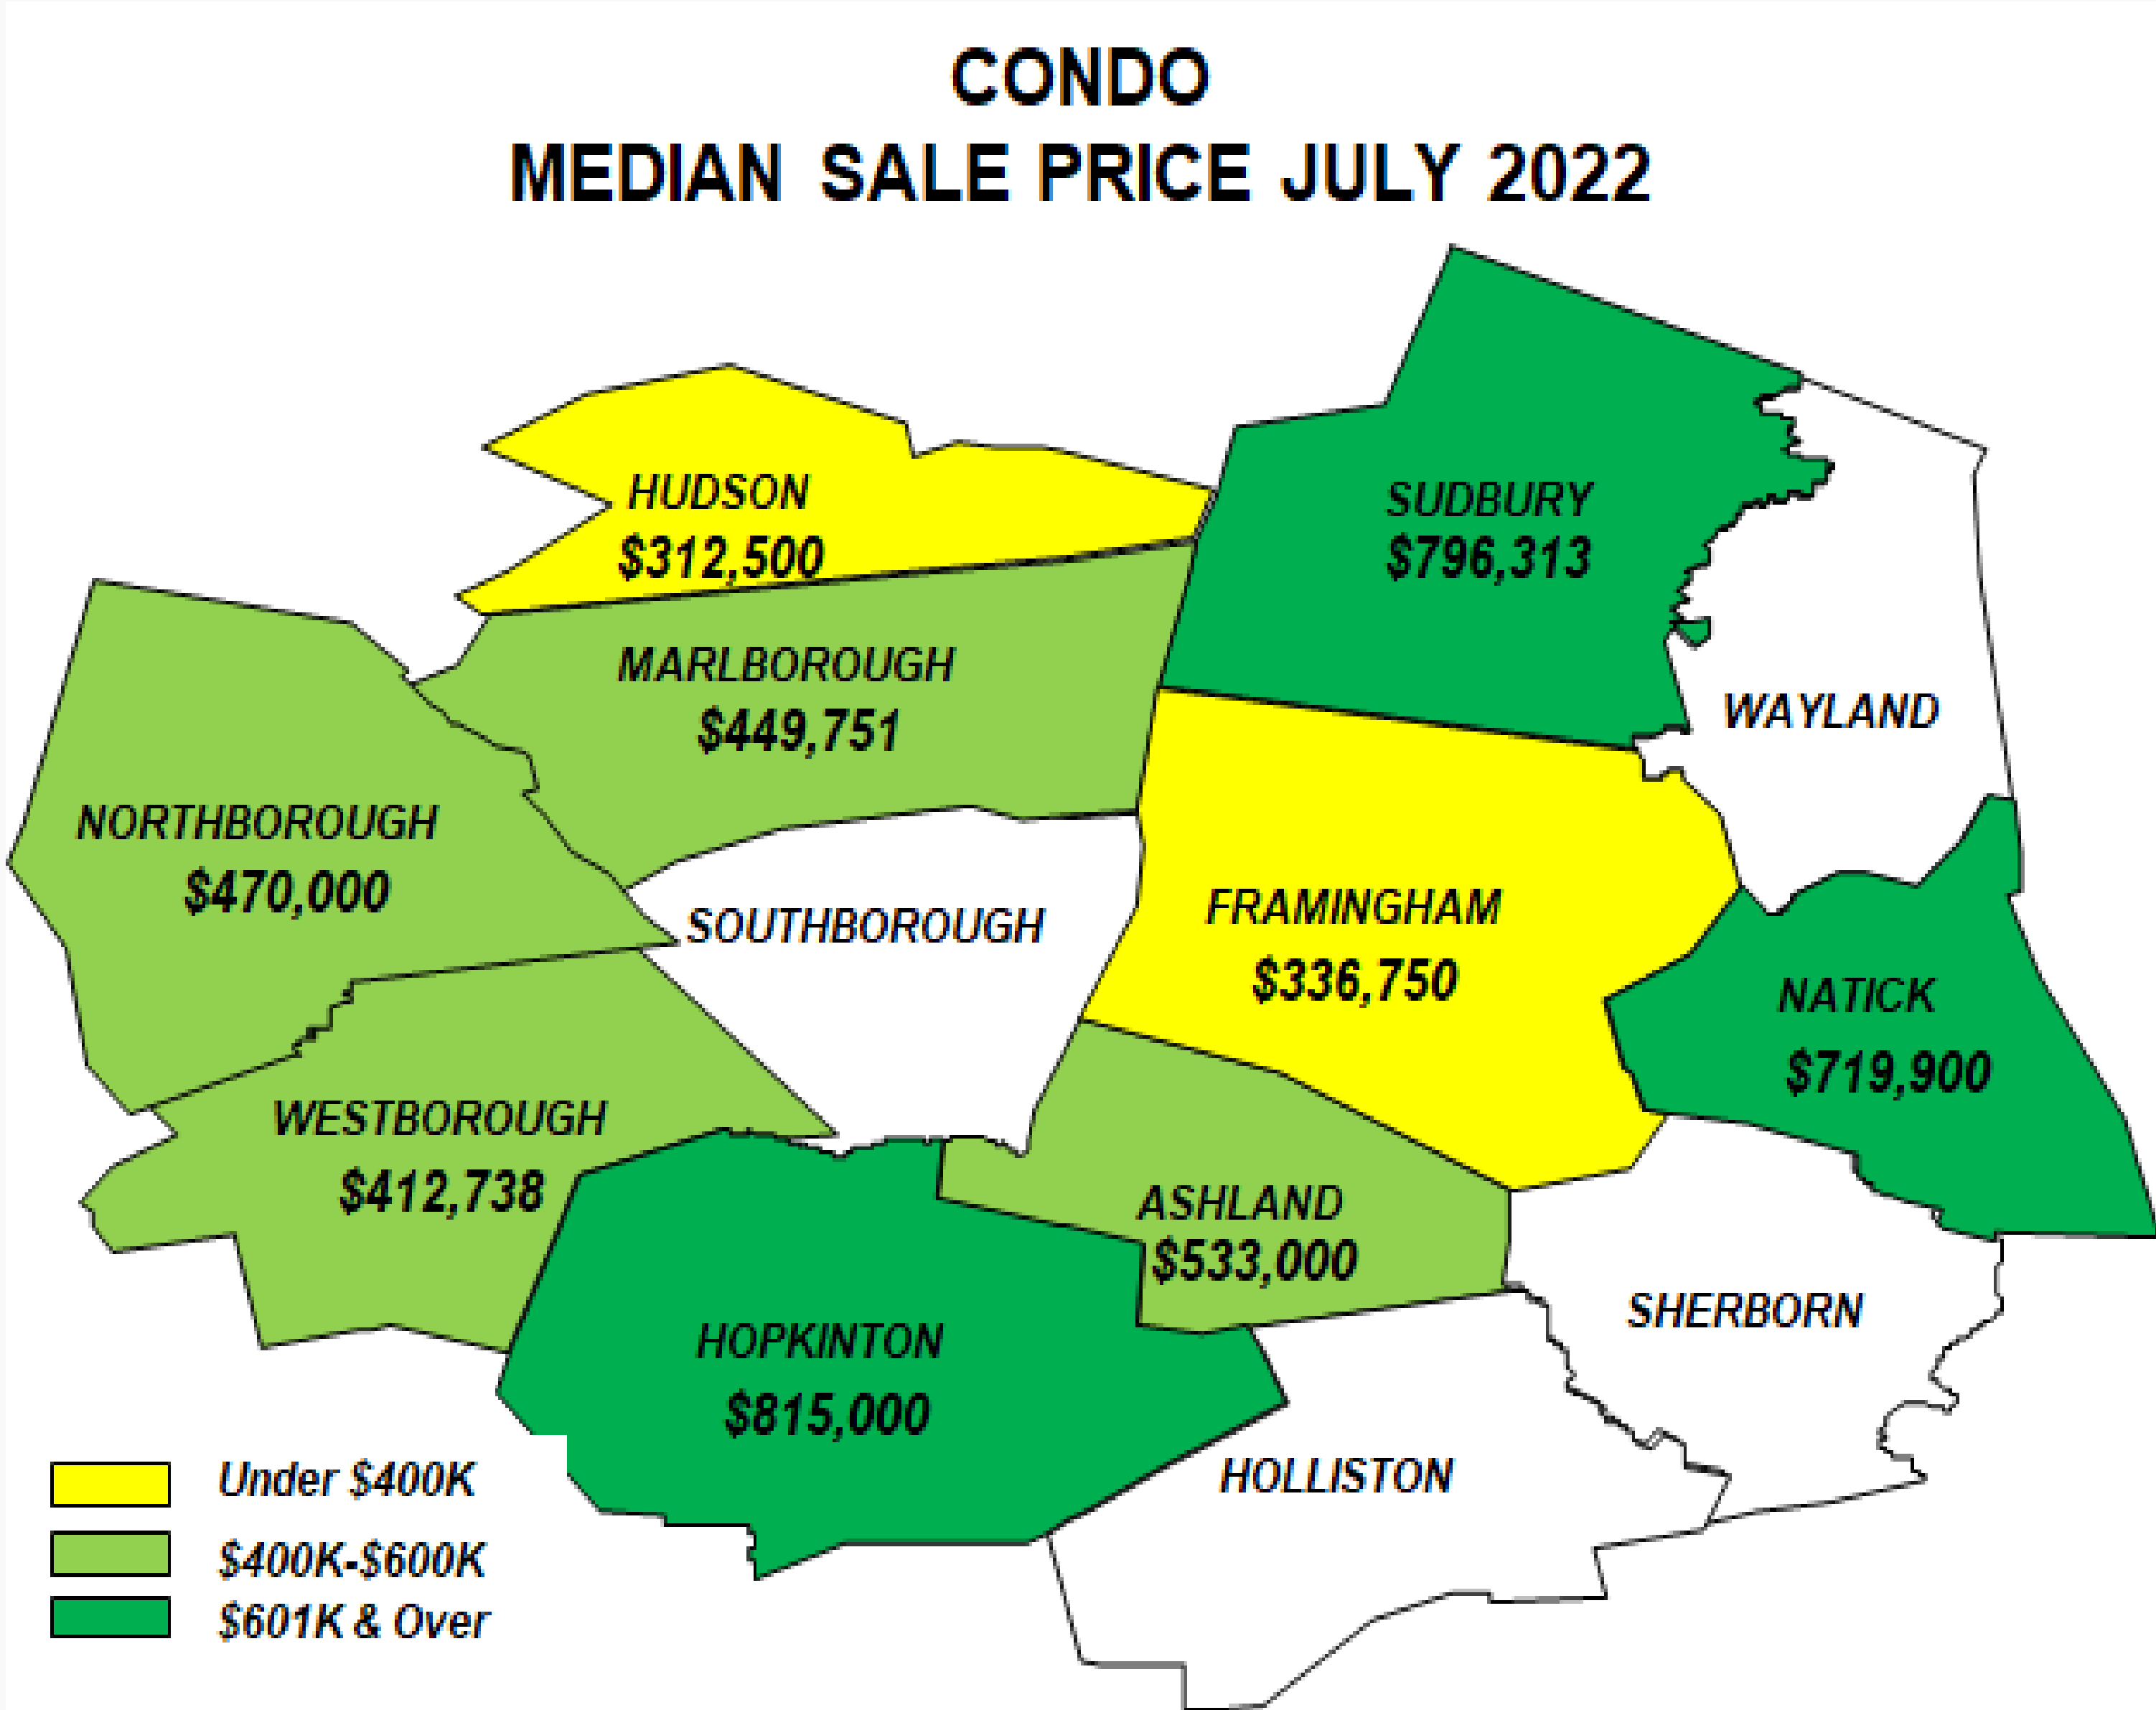 CONDO
MEDIAN SALE PRICE JULY 2022
HUDSON
$312,500
SUDBURY
$796,313
MARLBOROUGH
$449,751
WAYLAND
NORTHBOROUGH
$470,000
SOUTHBOROUGH
FRAMINGHAM
$336,750
NATICK
$719,900
WESTBOROUGH
$412,738
ASHLAND
$533,000
SHERBORN
HOPKINTON
$815,000
HOLLISTON
Under $400K
$400K-$600K
$601K & Over